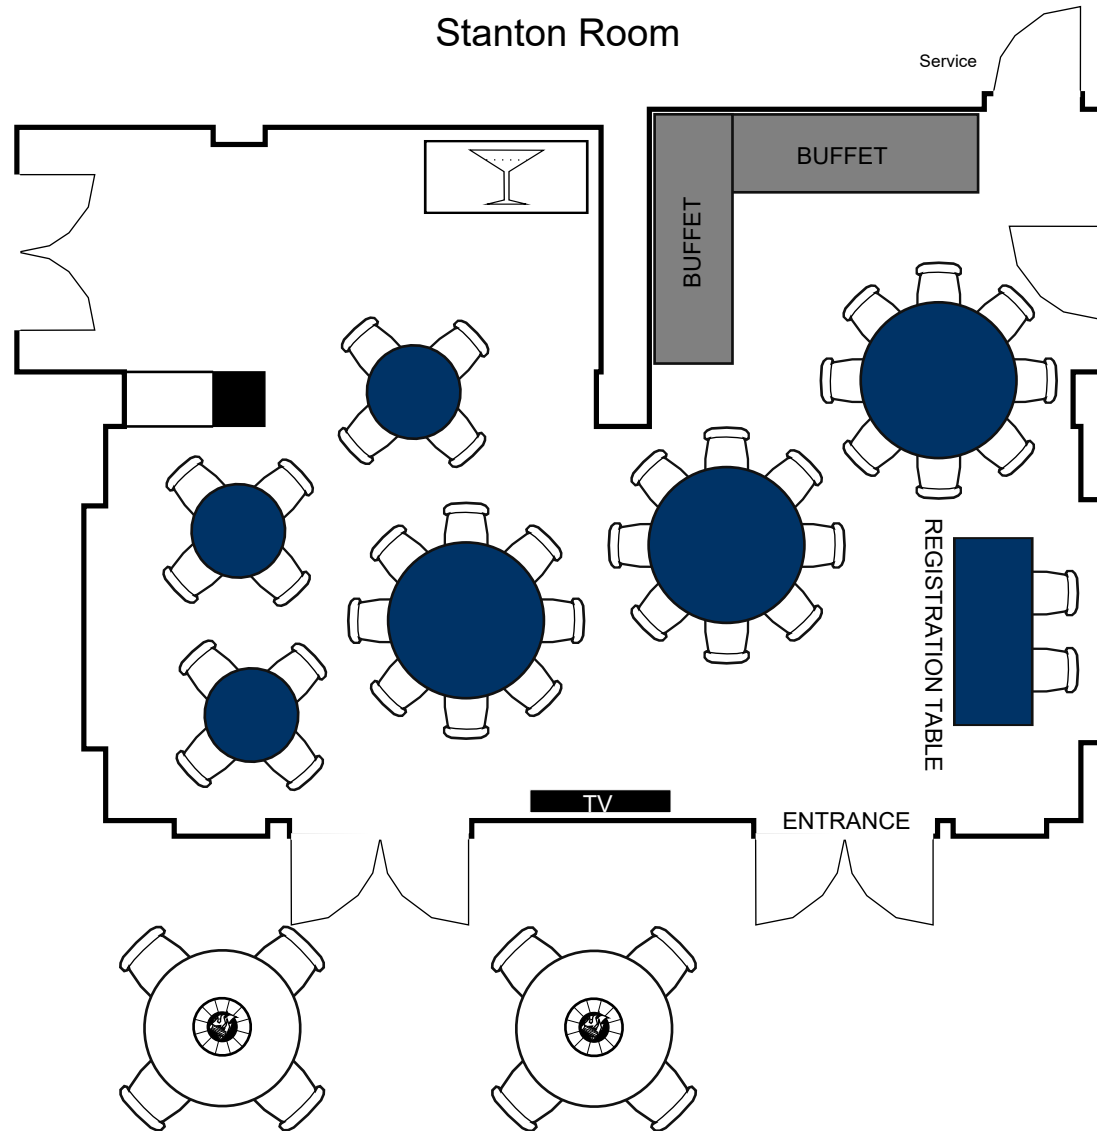 Stanton Room
Service
BUFFET
BUFFET
REGISTRATION TABLE
TV
ENTRANCE